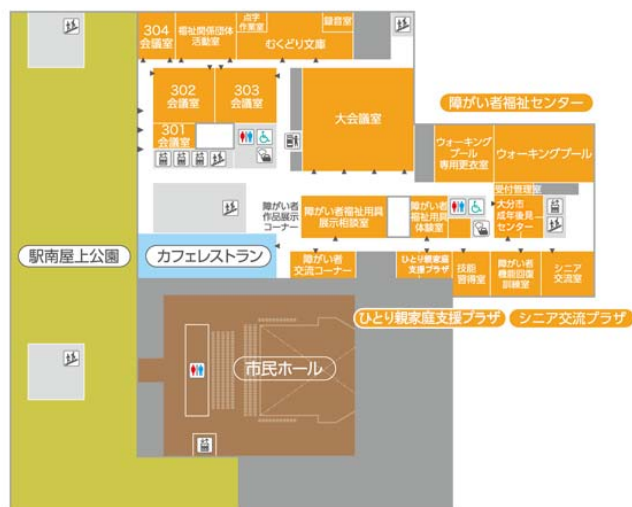 304
会議室
福祉関係団体
活動室
点字
作業室
録音室
むくどり文庫
302
会議室
303
会議室
301
会議室
大会議室
障がい者福祉センター
ウォーキング
プール
専用更衣室
ウォーキングプール
受付管理室
障がい者
作品展示
コーナー
障がい者福祉用具
展示相談室
障がい者
福祉用具
体験室
大分市
成年後見
センター
駅南屋上公園
カフェレストラン
障がい者
交流コーナー
ひとり親家庭
支援プラザ
技能
習得室
障がい者
機能回復
訓練室
シニア
交流室
ひとり親家庭支援プラザ
シニア交流プラザ
市民ホール